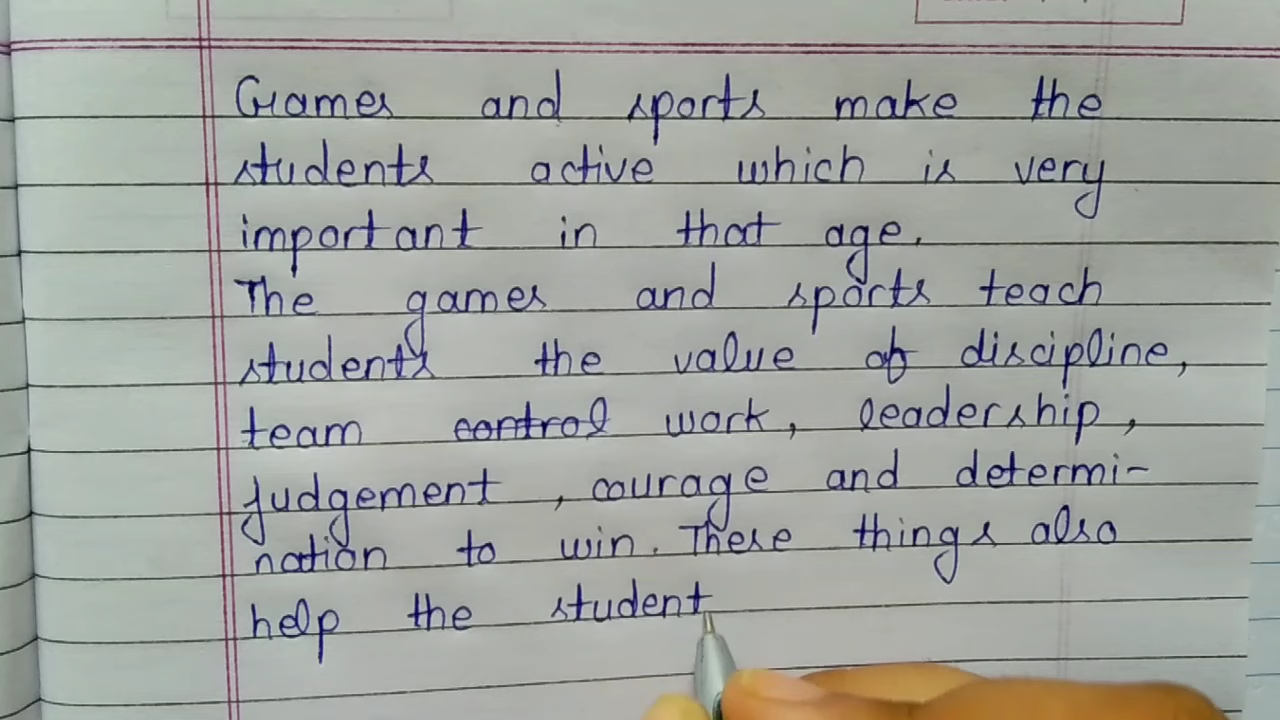 Games and sports make the
students active which is very
important in that age.
The games and sports teach
students the value of discipline,
team control work, leadership,
judgement, courage and determi-
nation to win. These things also
help the student